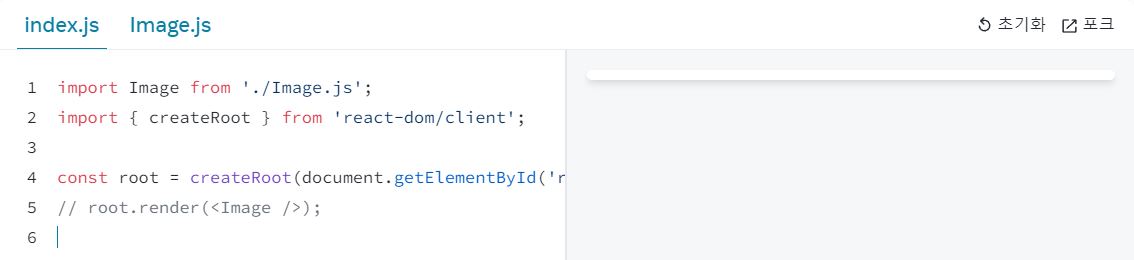 index.js Image.js 초기화 포크
1 import Image from './Image.js';
2 import { createRoot } from 'react-dom/client';
3
4 const root = createRoot(document.getElementById('r
5 // root.render(<Image />);
6